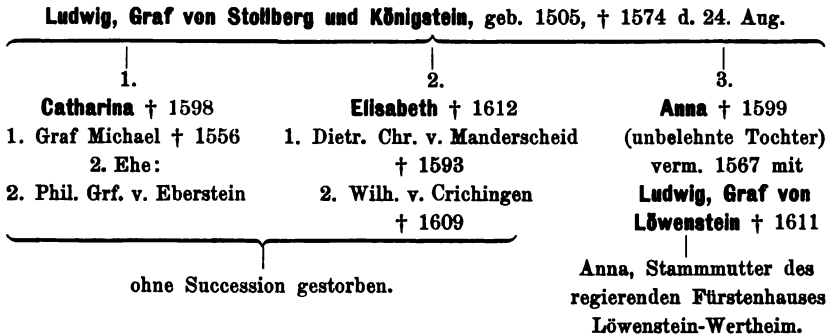 Ludwig, Graf von Stollberg und Königstein, geb. 1505, † 1574 d. 24. Aug.
1.
Catharina † 1598
1. Graf Michael † 1556
2. Ehe:
2. Phil. Grf. v. Eberstein
2.
Elisabeth † 1612
1. Dietr. Chr. v. Manderscheid
† 1593
2. Wilh. v. Crichingen
† 1609
ohne Succession gestorben.
3.
Anna † 1599
(unbelehnte Tochter)
verm. 1567 mit
Ludwig, Graf von
Löwenstein † 1611
Anna, Stammmutter des
regierenden Fürstenhauses
Löwenstein-Wertheim.